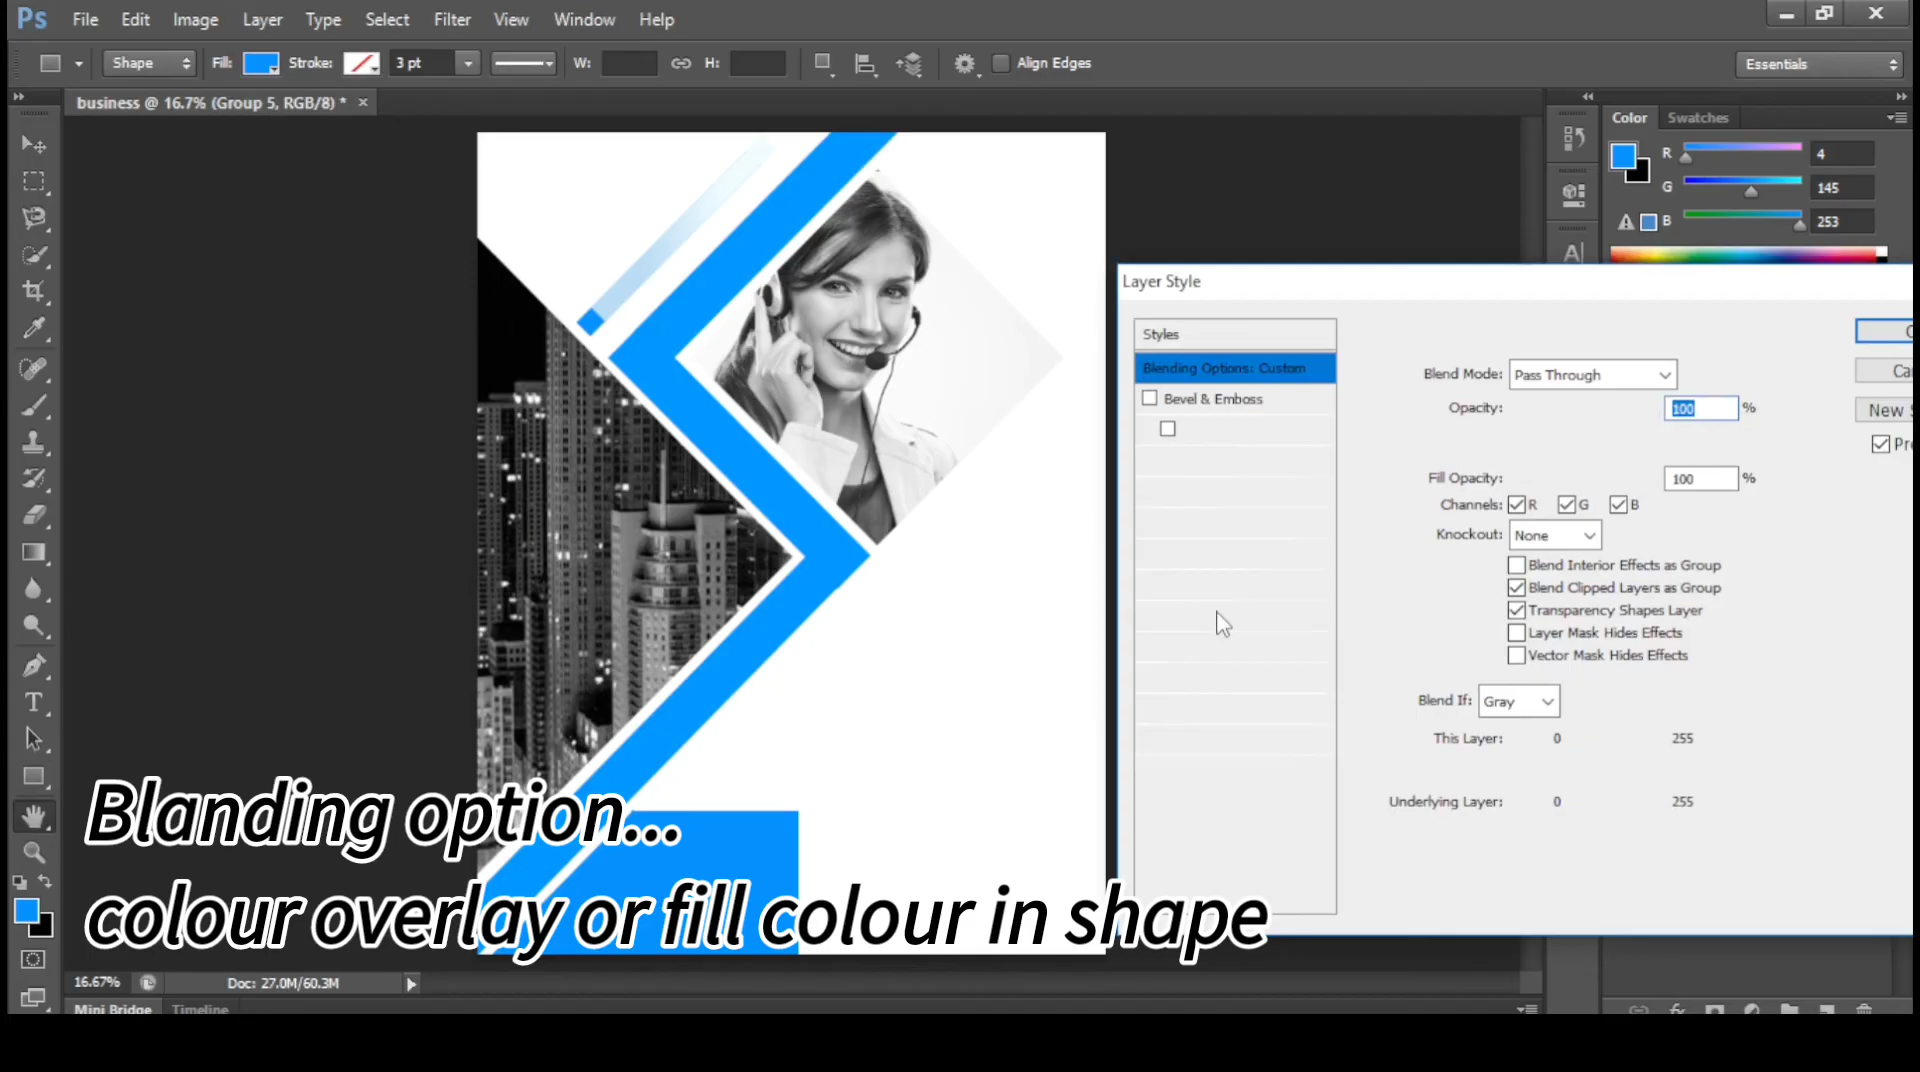 Ps File Edit Image Layer Type Select Filter View Window Help
Shape Fill: Stroke: 3 pt W: H: Align Edges Essentials
business @ 16.7% (Group 5, RGB/8) * ×
Color Swatches
R 4
G 145
B 253
Layer Style
Styles
Blending Options: Custom
Bevel & Emboss
Blend Mode: Pass Through
Opacity: 100 %
Fill Opacity: 100 %
Channels: R G B
Knockout: None
Blend Interior Effects as Group
Blend Clipped Layers as Group
Transparency Shapes Layer
Layer Mask Hides Effects
Vector Mask Hides Effects
Blend If: Gray
This Layer: 0 255
Underlying Layer: 0 255
Car
New S
Pr
Blanding option...
colour overlay or fill colour in shape
16.67% Doc: 27.0M/60.3M
Mini Bridge Timeline